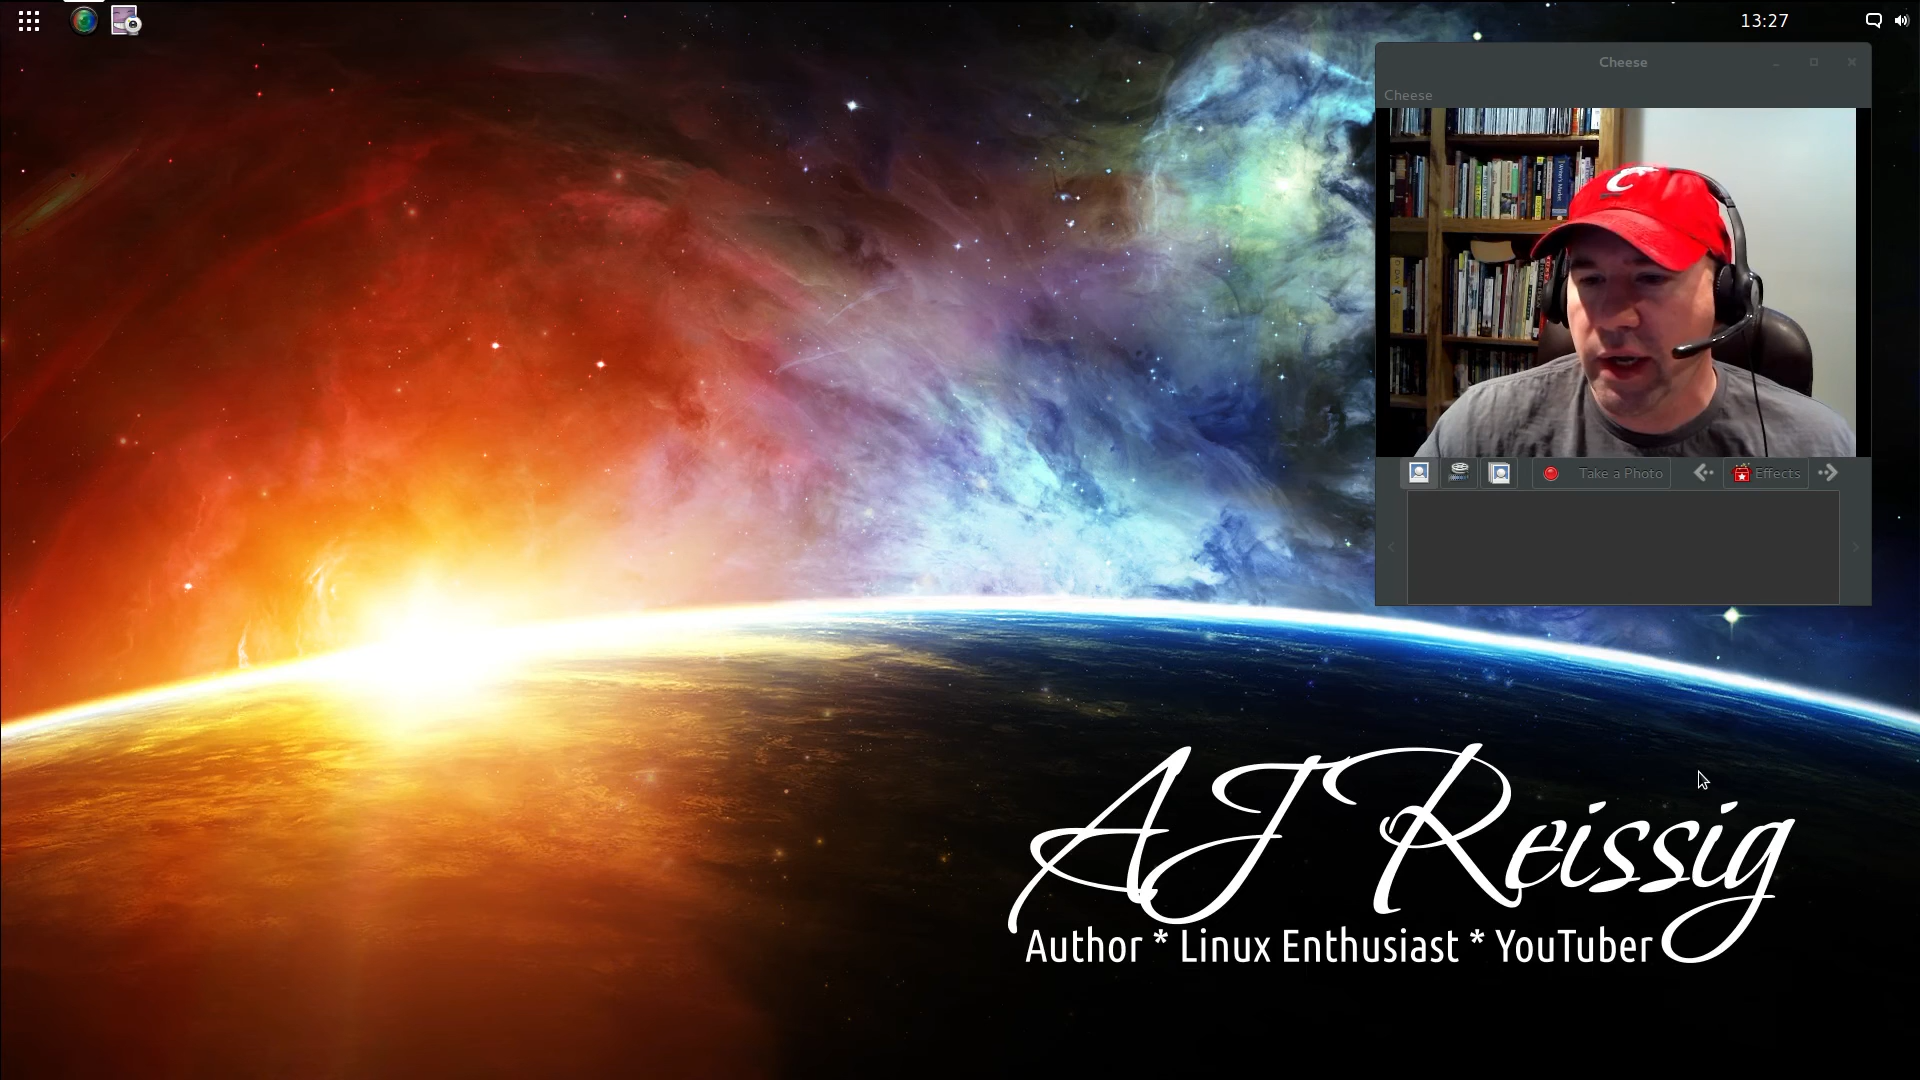 13:27
Cheese
Cheese
Take a Photo
Effects
AJ Reissig
Author * Linux Enthusiast * YouTuber